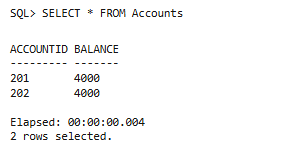 SQL> SELECT * FROM Accounts
ACCOUNTID BALANCE
--------- -------
201       4000
202       4000
Elapsed: 00:00:00.004
2 rows selected.